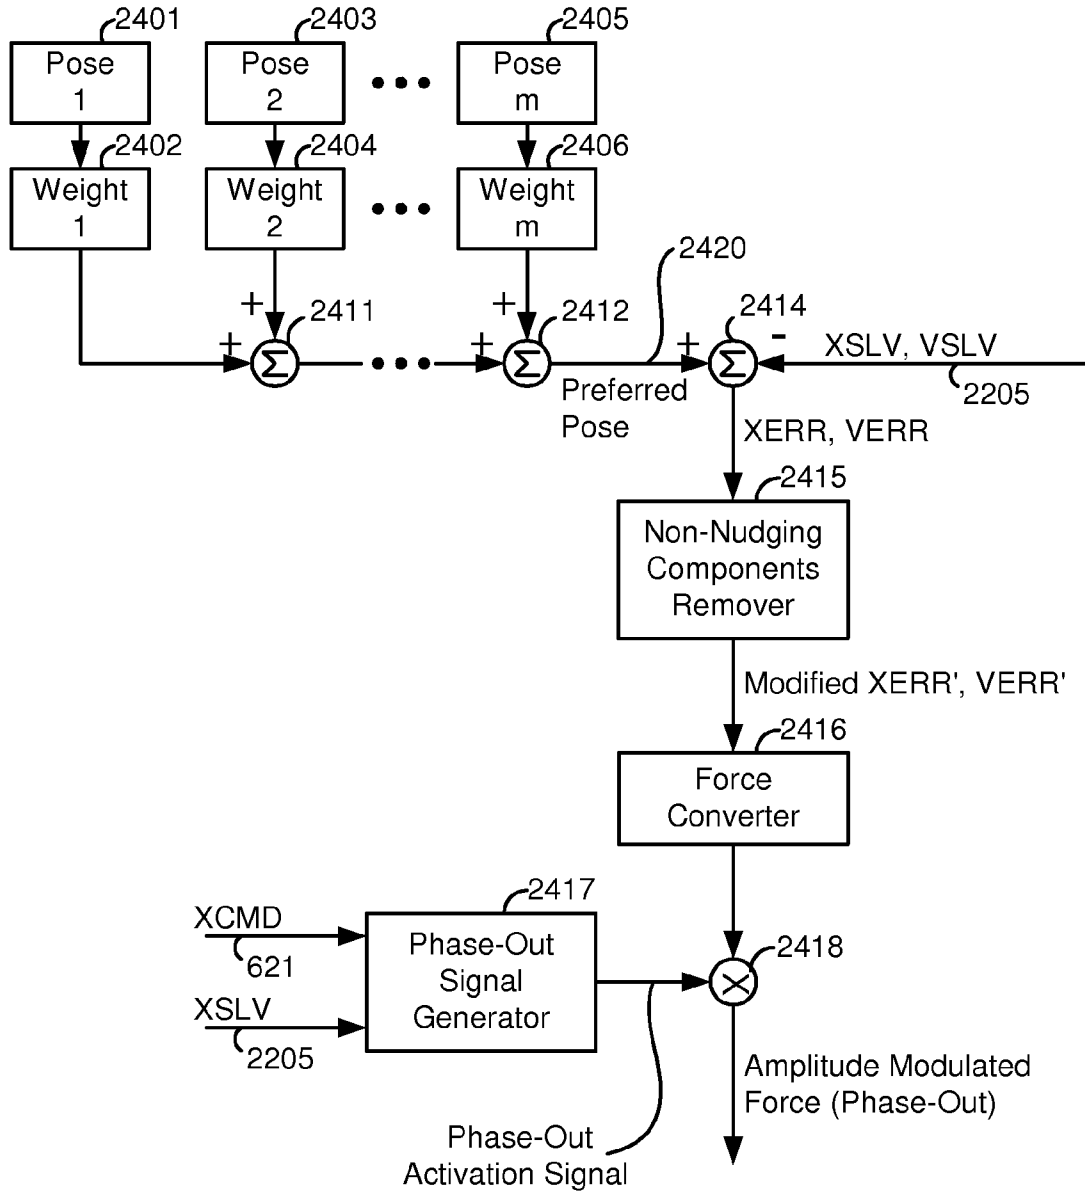 2401
2403
2405
Pose
1
Pose
2
Pose
m
2402
2404
2406
Weight
1
Weight
2
Weight
m
2420
+
2411
+
2412
2414
+
Σ
+
Σ
+
Σ
-
XSLV, VSLV
2205
Preferred
Pose
XERR, VERR
2415
Non-Nudging
Components
Remover
Modified XERR', VERR'
2416
Force
Converter
2417
XCMD
621
XSLV
2205
Phase-Out
Signal
Generator
2418
X
Amplitude Modulated
Force (Phase-Out)
Phase-Out
Activation Signal